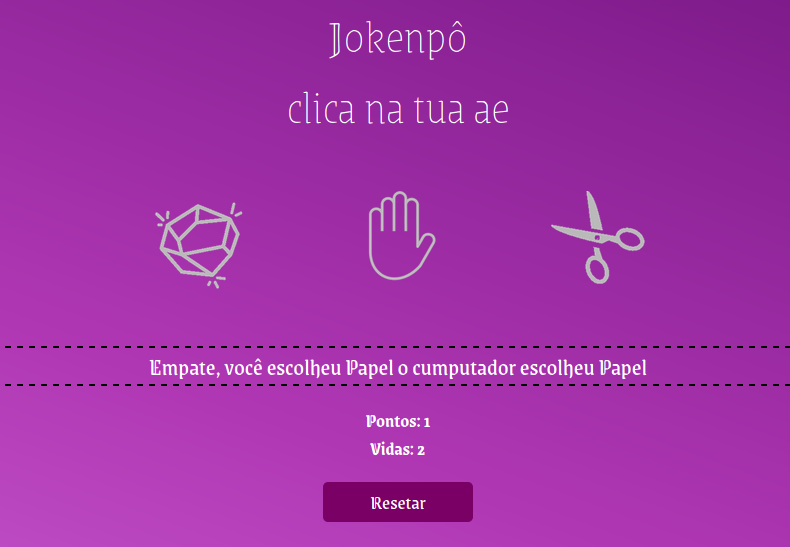 Jokenpô
clica na tua ae
Empate, você escolheu Papel o cumputador escolheu Papel
Pontos: 1
Vidas: 2
Resetar